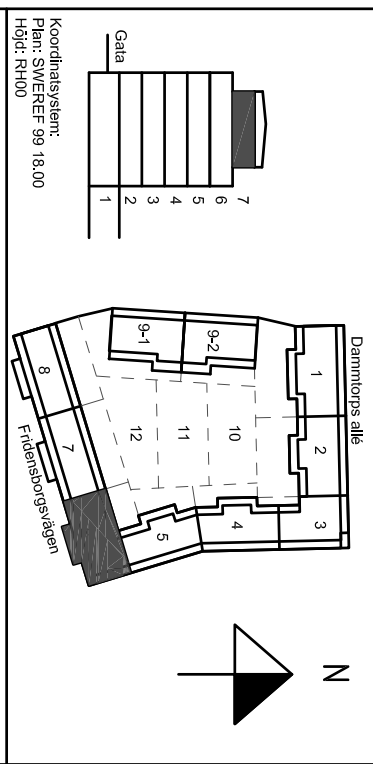 Gata
1
2
3
4
5
6
7
Koordinatsystem:
Plan: SWEREF 99 18.00
Höjd: RH00
Dammtorps allé
1
2
3
4
5
7
8
9-1
9-2
10
11
12
Fridensborgsvägen
N